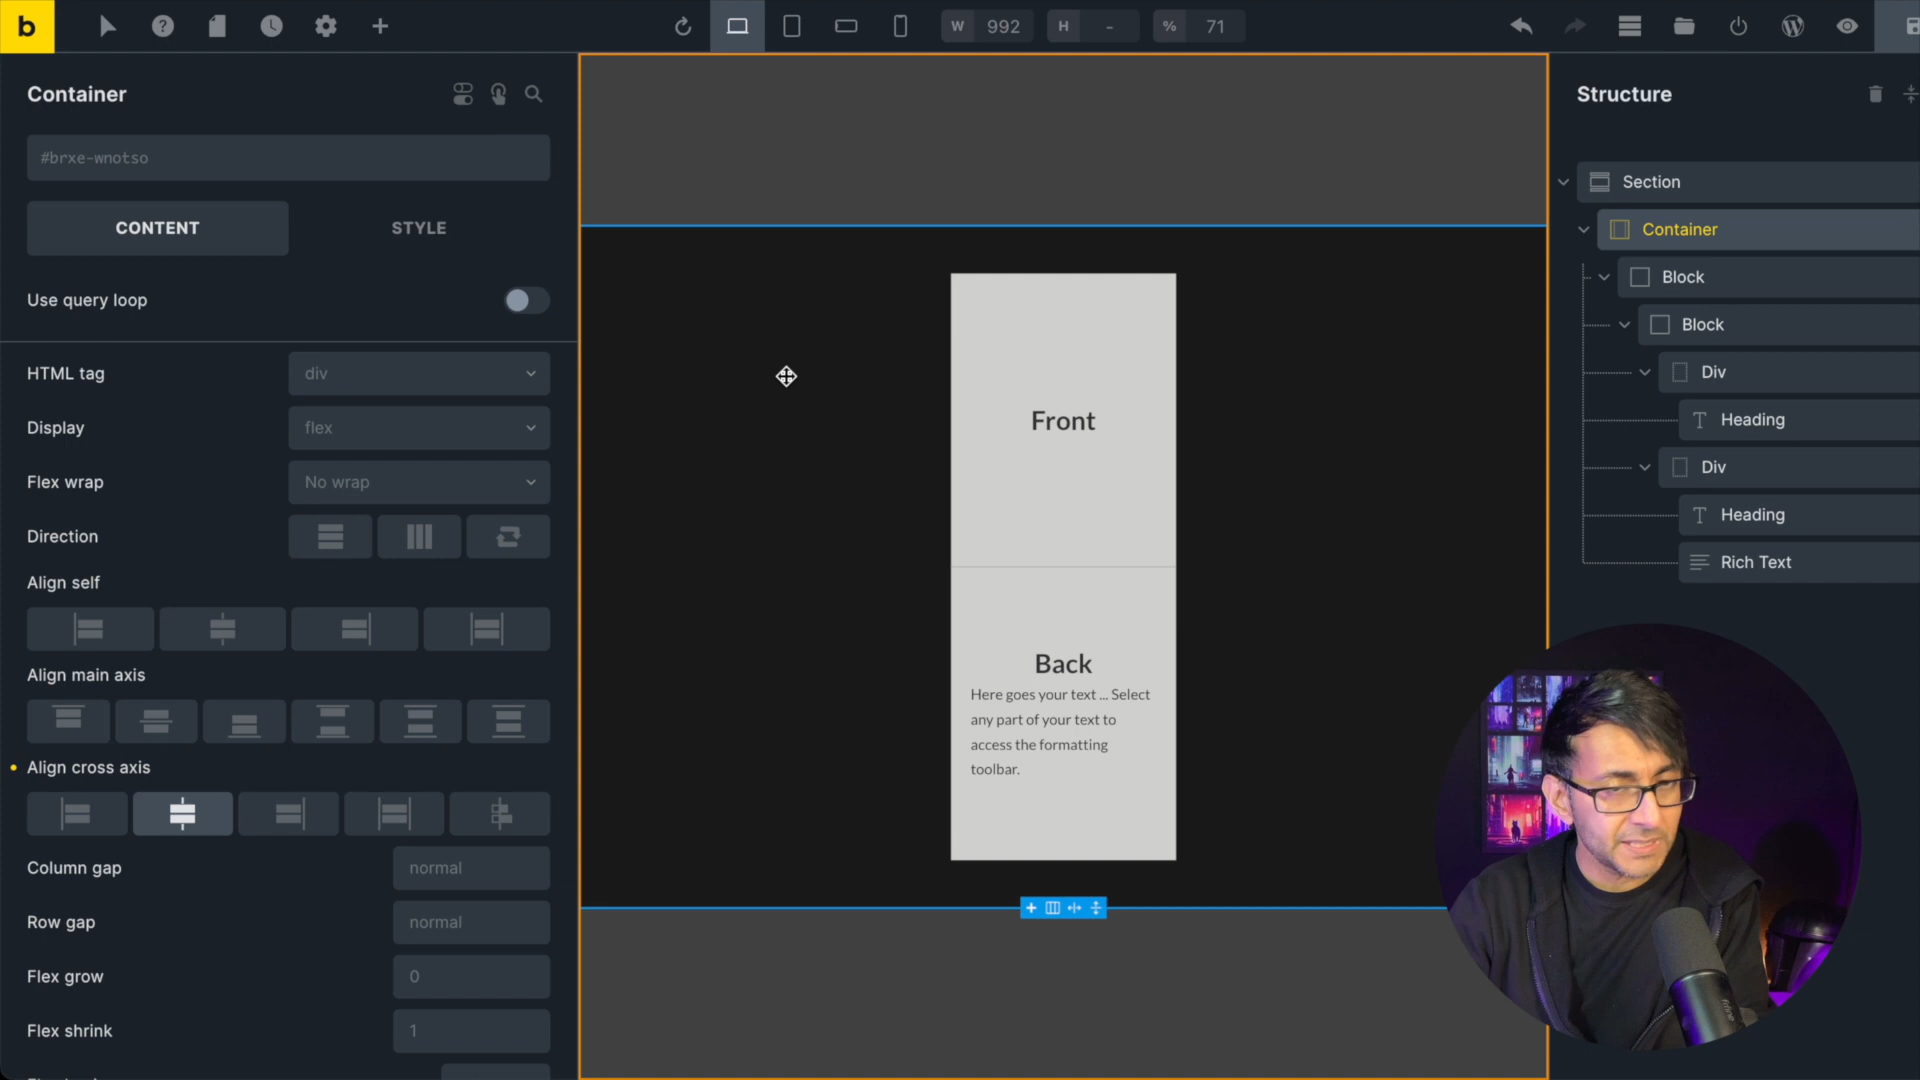 b
W 992 H - % 71
Container
#brxe-wnotso
CONTENT STYLE
Use query loop
HTML tag div
Display flex
Flex wrap No wrap
Direction
Align self
Align main axis
Align cross axis
Column gap normal
Row gap normal
Flex grow 0
Flex shrink 1
Front
Back
Here goes your text ... Select
any part of your text to
access the formatting
toolbar.
Structure
Section
Container
Block
Block
Div
Heading
Div
Heading
Rich Text
fifine